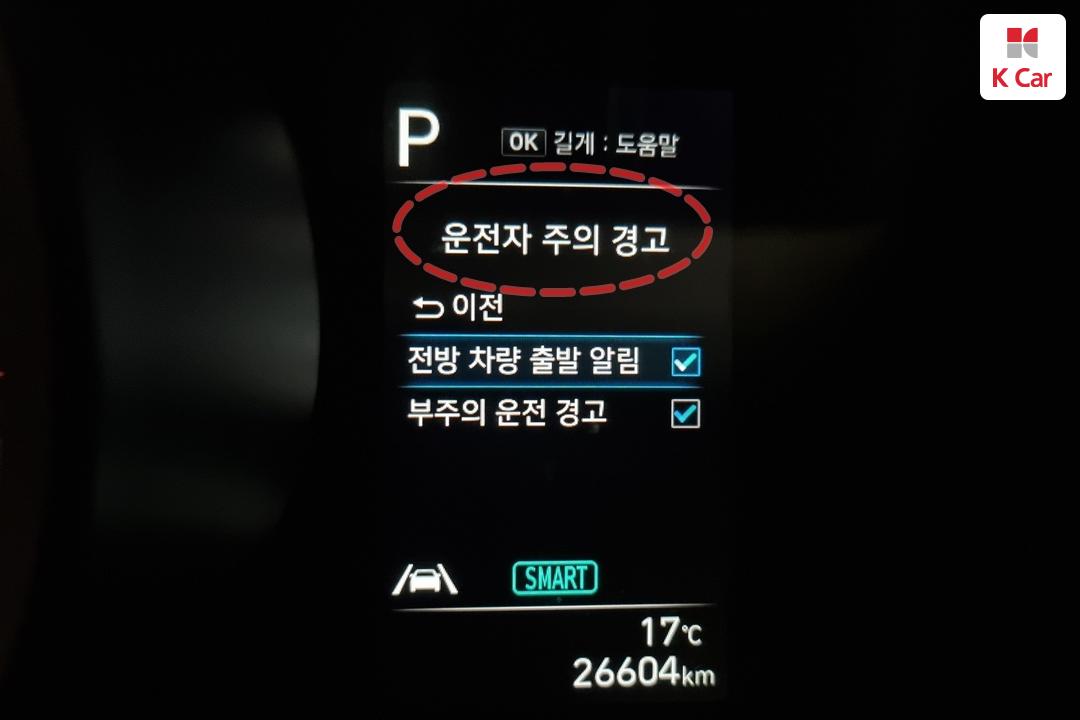 K Car
P
OK 길게 : 도움말
운전자 주의 경고
이전
전방 차량 출발 알림
부주의 운전 경고
SMART
17℃
26604km